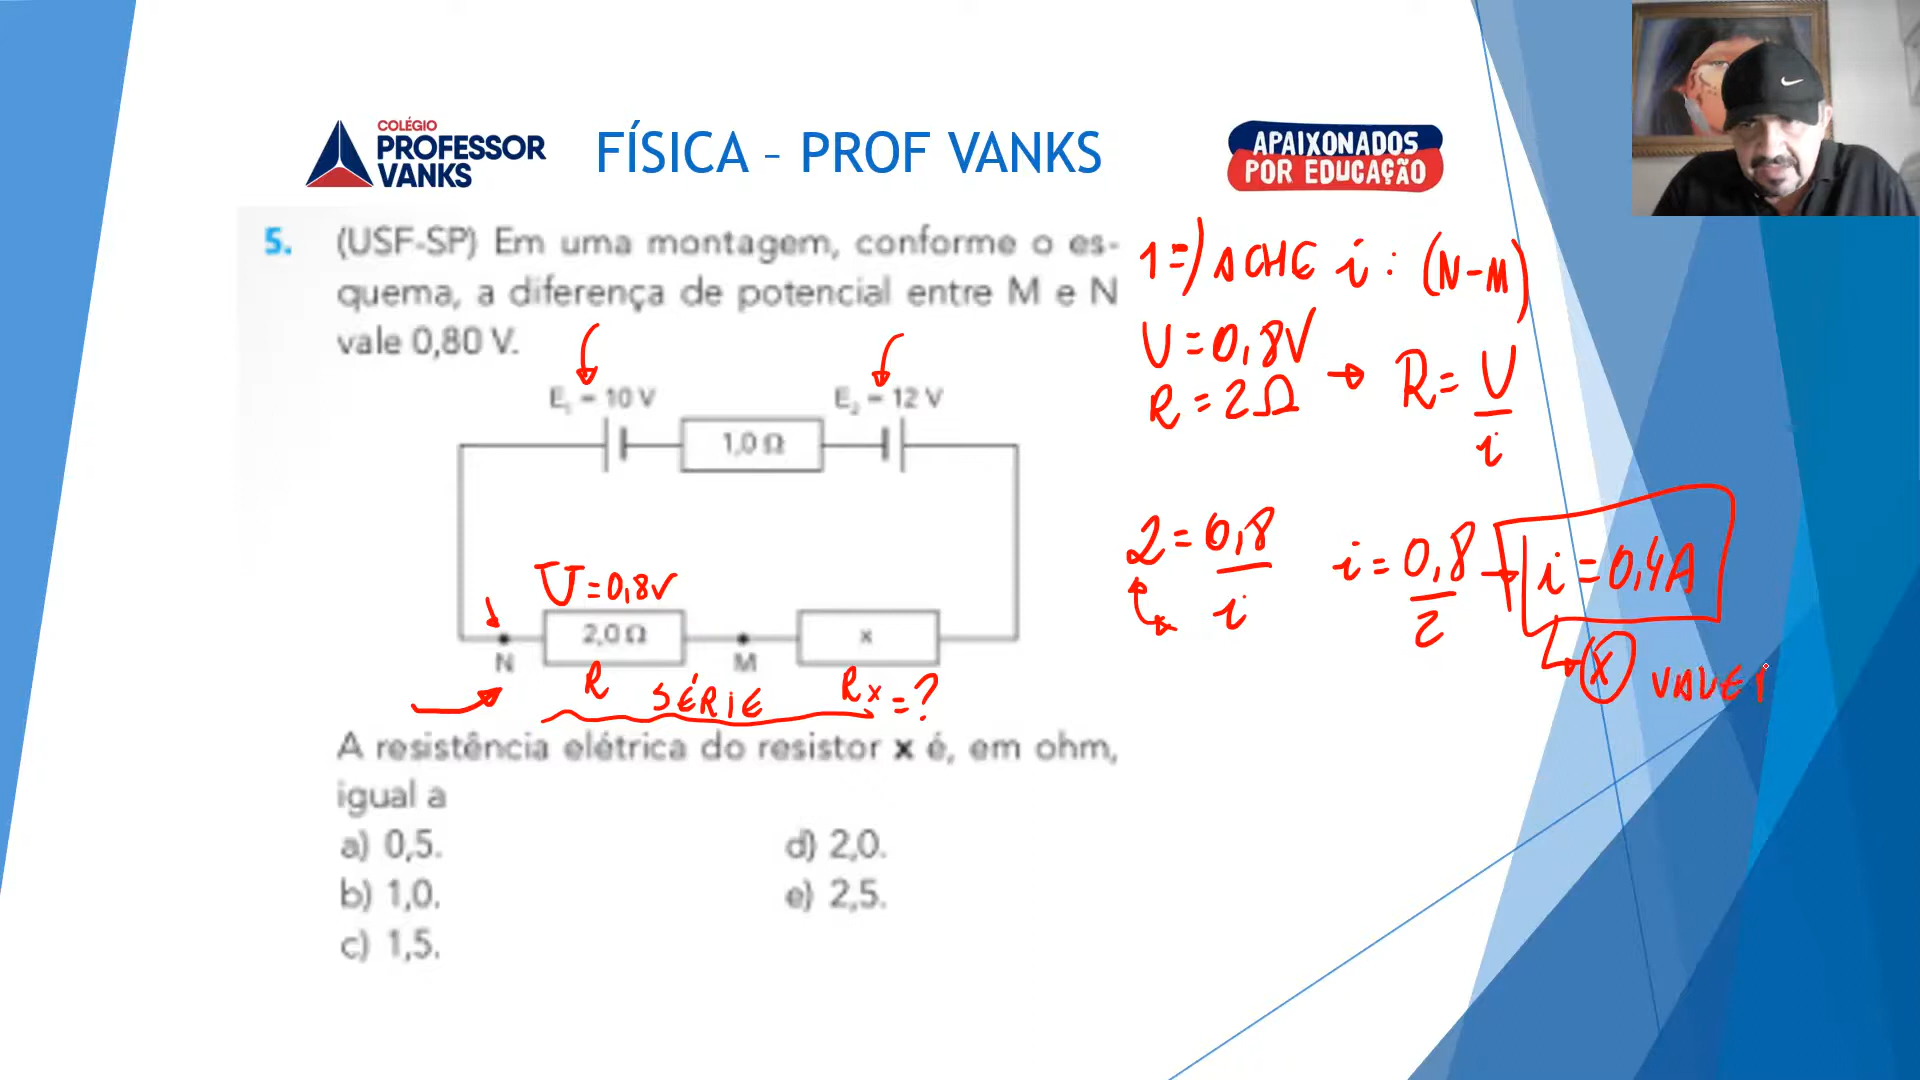 COLÉGIO
PROFESSOR
VANKS
FÍSICA – PROF VANKS
APAIXONADOS
POR EDUCAÇÃO
5. (USF-SP) Em uma montagem, conforme o es-
quema, a diferença de potencial entre M e N
vale 0,80 V.
E₁ = 10 V
E₂ = 12 V
1,0 Ω
U=0,8V
2,0 Ω
x
N
M
R
SÉRIE
Rx=?
A resistência elétrica do resistor x é, em ohm,
igual a
a) 0,5.
b) 1,0.
c) 1,5.
d) 2,0.
e) 2,5.
1=) ACHE i : (N-M)
U=0,8V
R=2Ω → R=U/i
2=0,8/i i=0,8/2 → i=0,4A
X